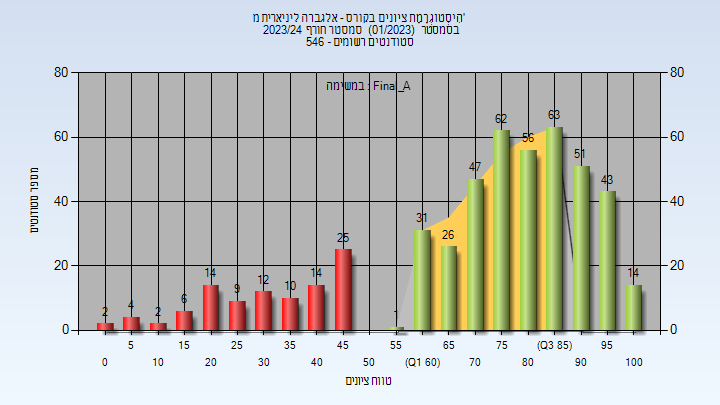 הִיסְטוֹגְרָמַת ציונים בקורס - אלגברה ליניארית מ'
בסמסטר (01/2023) סמסטר חורף 2023/24
סטודנטים רשומים - 546
במשימה : Final_A
מספר סטודנטים
80 80
60 60
40 40
20 20
0 0
2 4 2 6 14 9 12 10 14 25 1 31 26 47 62 56 63 51 43 14
5 15 25 35 45 55 65 75 (Q3 85) 95
0 10 20 30 40 50 (Q1 60) 70 80 90 100
טווח ציונים